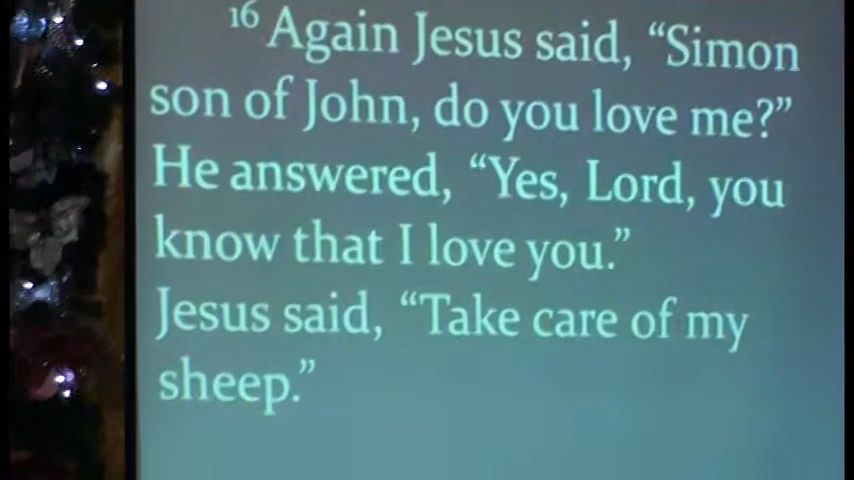 16 Again Jesus said, “Simon
son of John, do you love me?”
He answered, “Yes, Lord, you
know that I love you.”
Jesus said, “Take care of my
sheep.”